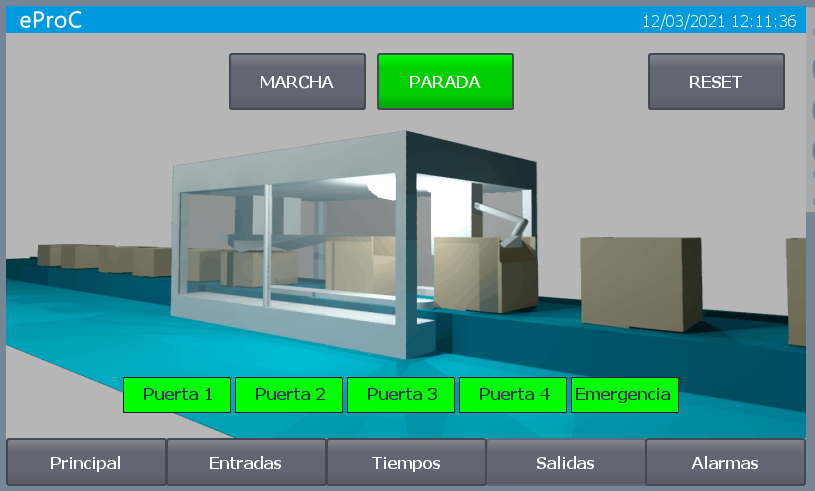 eProC
12/03/2021 12:11:36
MARCHA
PARADA
RESET
Puerta 1
Puerta 2
Puerta 3
Puerta 4
Emergencia
Principal
Entradas
Tiempos
Salidas
Alarmas